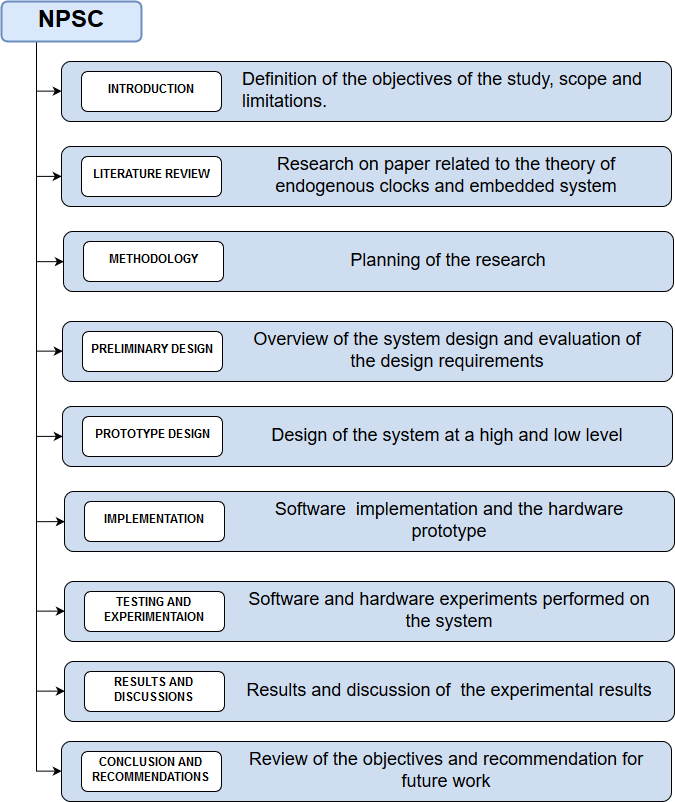 NPSC
INTRODUCTION
Definition of the objectives of the study, scope and
limitations.
LITERATURE REVIEW
Research on paper related to the theory of
endogenous clocks and embedded system
METHODOLOGY
Planning of the research
PRELIMINARY DESIGN
Overview of the system design and evaluation of
the design requirements
PROTOTYPE DESIGN
Design of the system at a high and low level
IMPLEMENTATION
Software  implementation and the hardware
prototype
TESTING AND
EXPERIMENTAION
Software and hardware experiments performed on
the system
RESULTS AND
DISCUSSIONS
Results and discussion of  the experimental results
CONCLUSION AND
RECOMMENDATIONS
Review of the objectives and recommendation for
future work